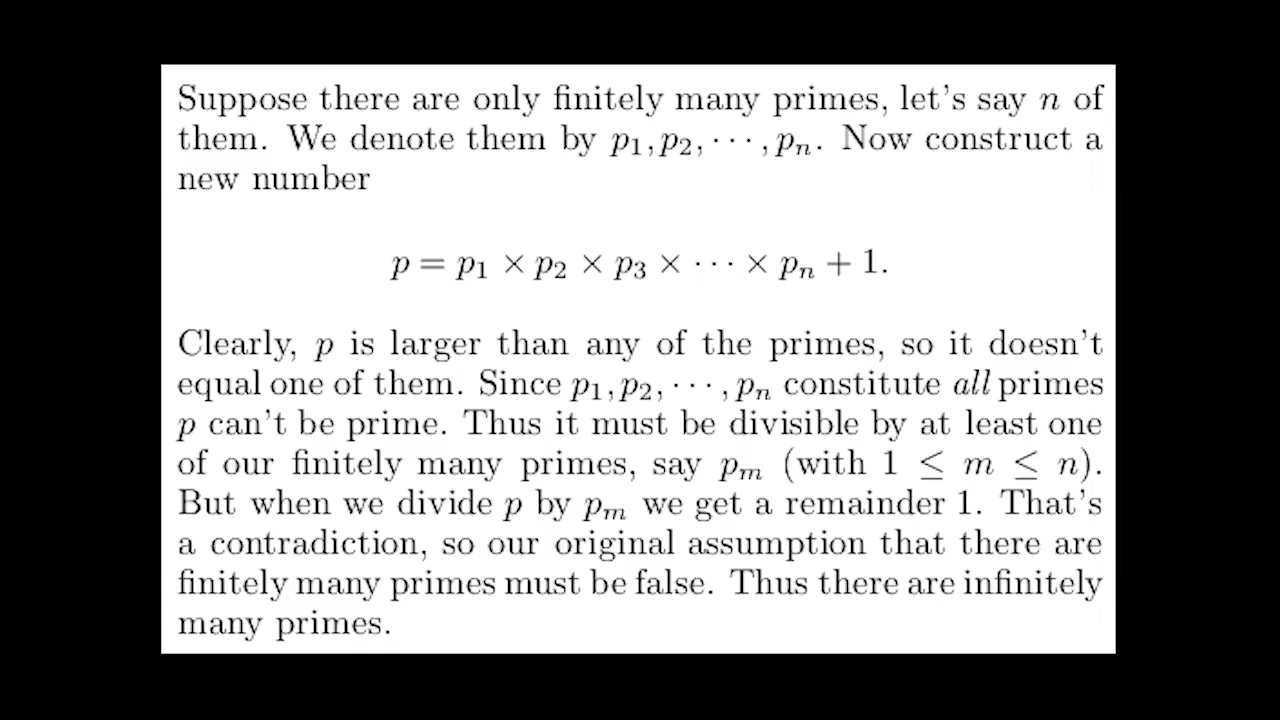 Suppose there are only finitely many primes, let's say n of
them. We denote them by p₁, p₂, ⋯, pₙ. Now construct a
new number
p = p₁ × p₂ × p₃ × ⋯ × pₙ + 1.
Clearly, p is larger than any of the primes, so it doesn't
equal one of them. Since p₁, p₂, ⋯, pₙ constitute all primes
p can't be prime. Thus it must be divisible by at least one
of our finitely many primes, say pₘ (with 1 ≤ m ≤ n).
But when we divide p by pₘ we get a remainder 1. That's
a contradiction, so our original assumption that there are
finitely many primes must be false. Thus there are infinitely
many primes.